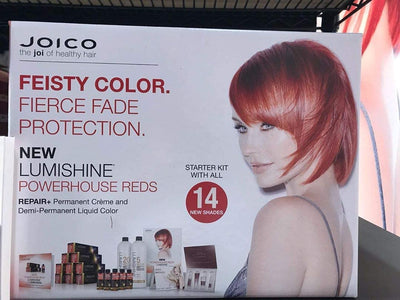 JOICO
the joi of healthy hair
FEISTY COLOR.
FIERCE FADE
PROTECTION.
NEW
LUMISHINE
POWERHOUSE REDS
REPAIR+ Permanent Crème and
Demi-Permanent Liquid Color
STARTER KIT
WITH ALL
14
NEW SHADES